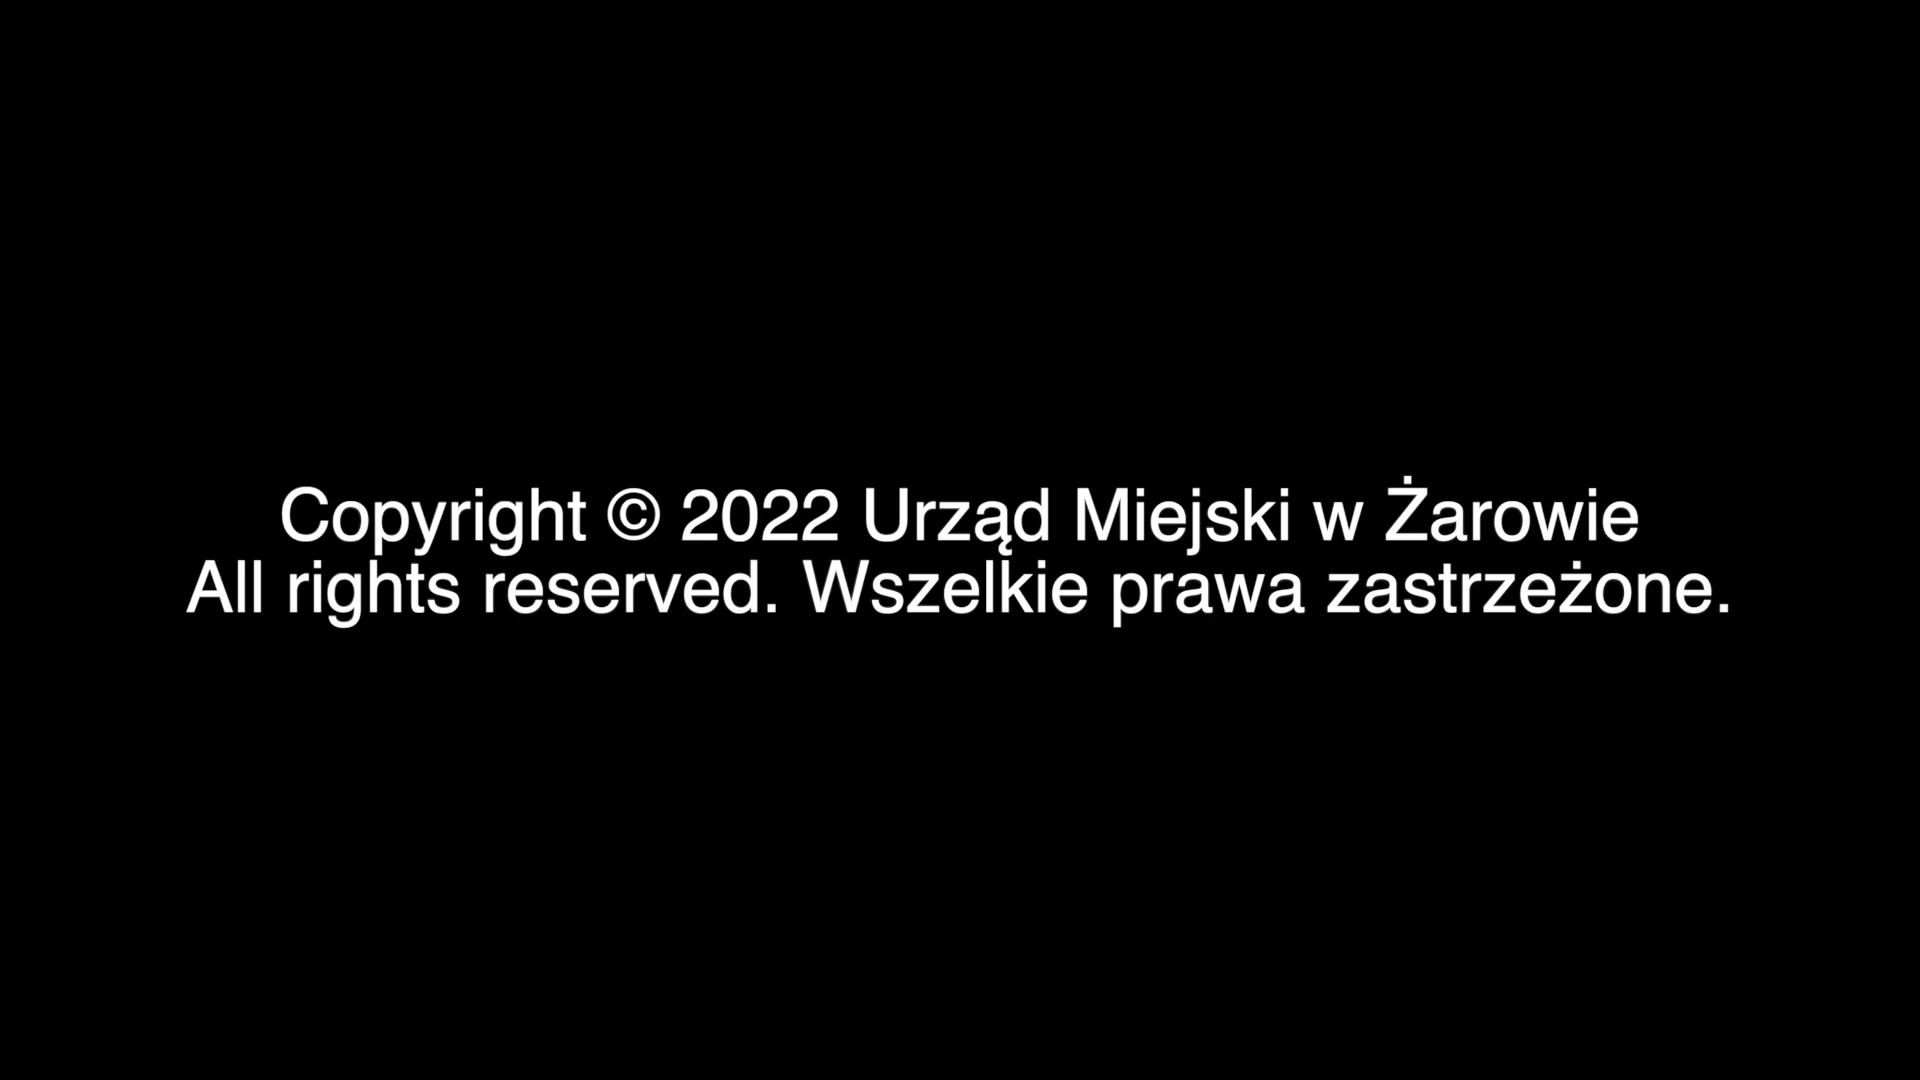 Copyright © 2022 Urząd Miejski w Żarowie
All rights reserved. Wszelkie prawa zastrzeżone.